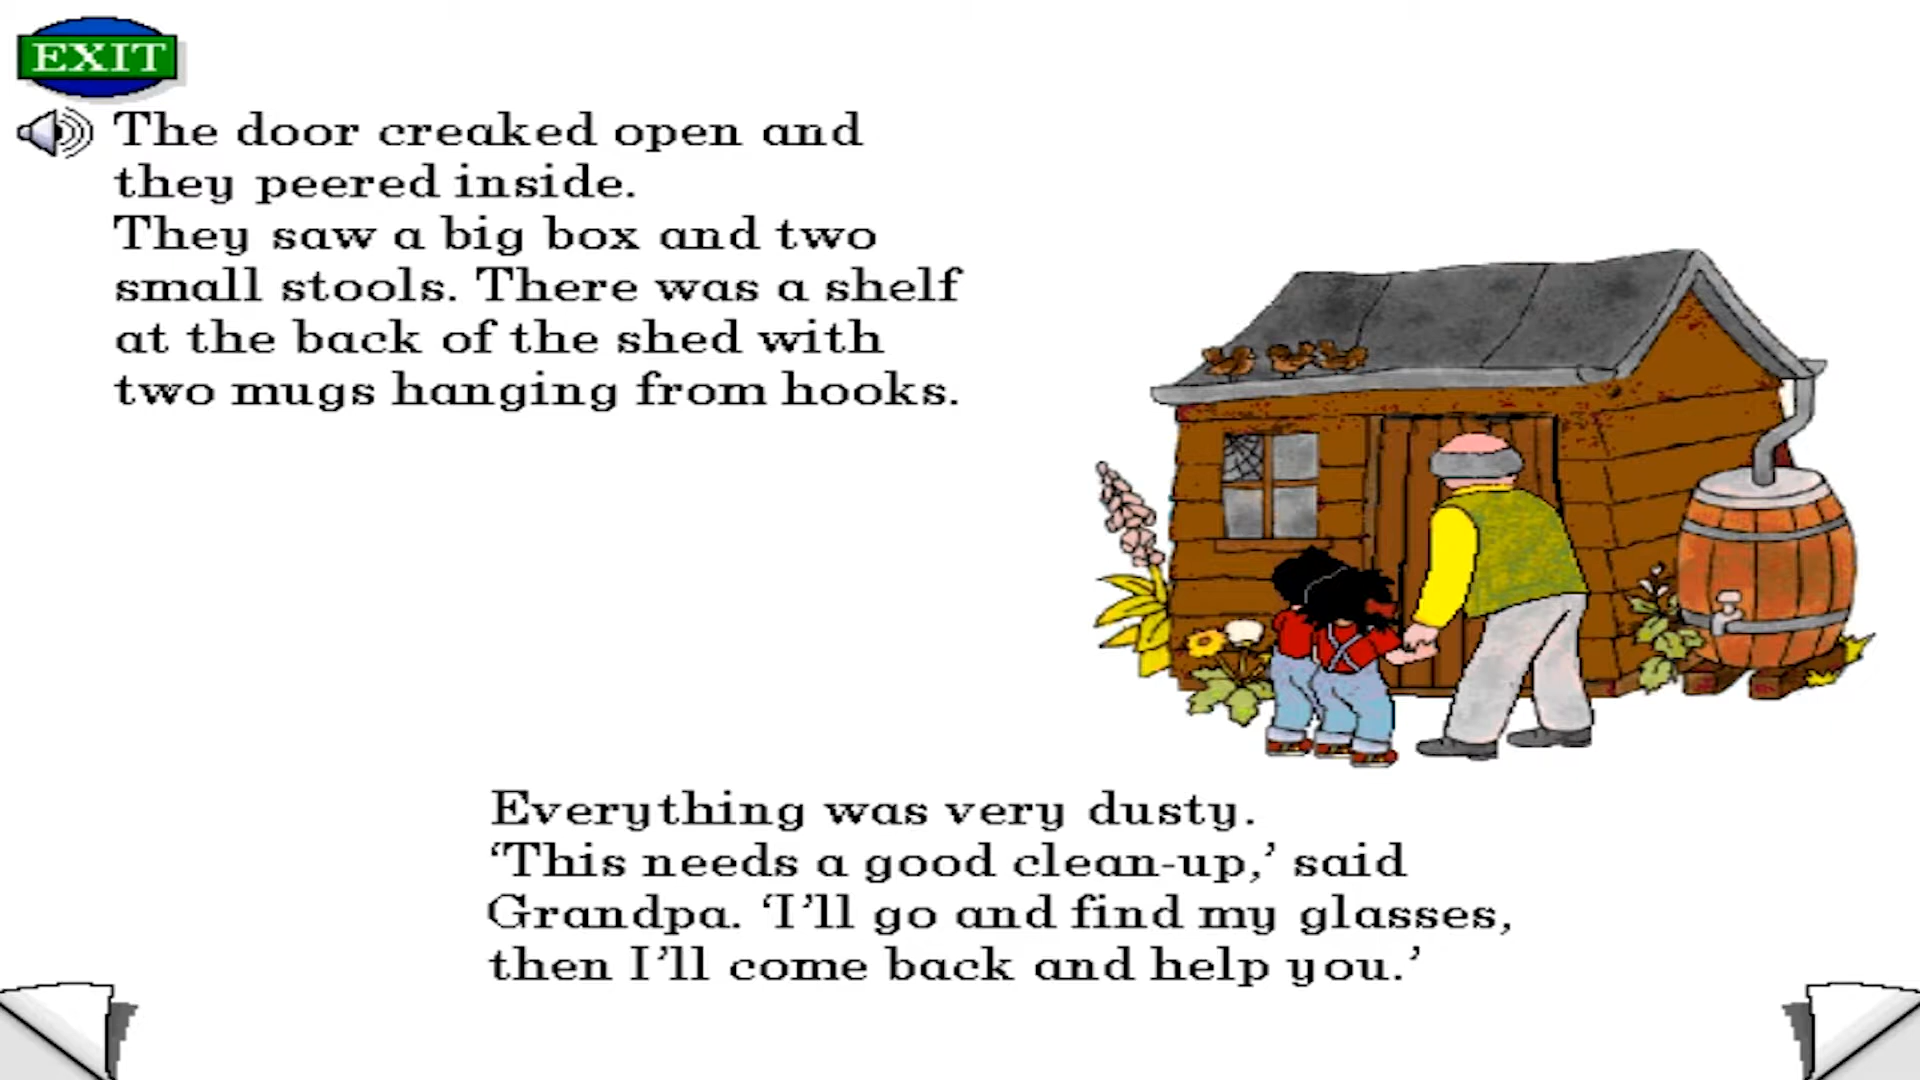 EXIT
The door creaked open and
they peered inside.
They saw a big box and two
small stools. There was a shelf
at the back of the shed with
two mugs hanging from hooks.
Everything was very dusty.
‘This needs a good clean-up,’ said
Grandpa. ‘I’ll go and find my glasses,
then I’ll come back and help you.’